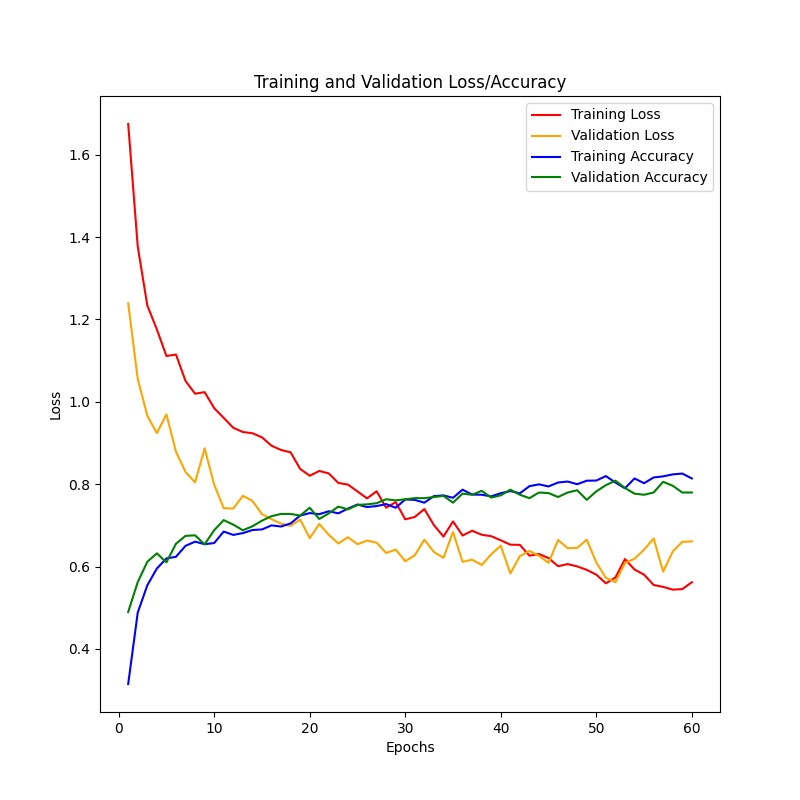 Training and Validation Loss/Accuracy
Training Loss
Validation Loss
Training Accuracy
Validation Accuracy
1.6
1.4
1.2
1.0
0.8
0.6
0.4
Loss
0 10 20 30 40 50 60
Epochs